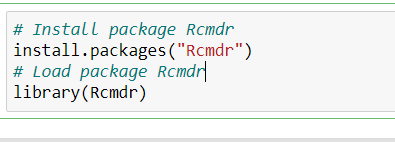 # Install package Rcmdr
install.packages("Rcmdr")
# Load package Rcmdr
library(Rcmdr)